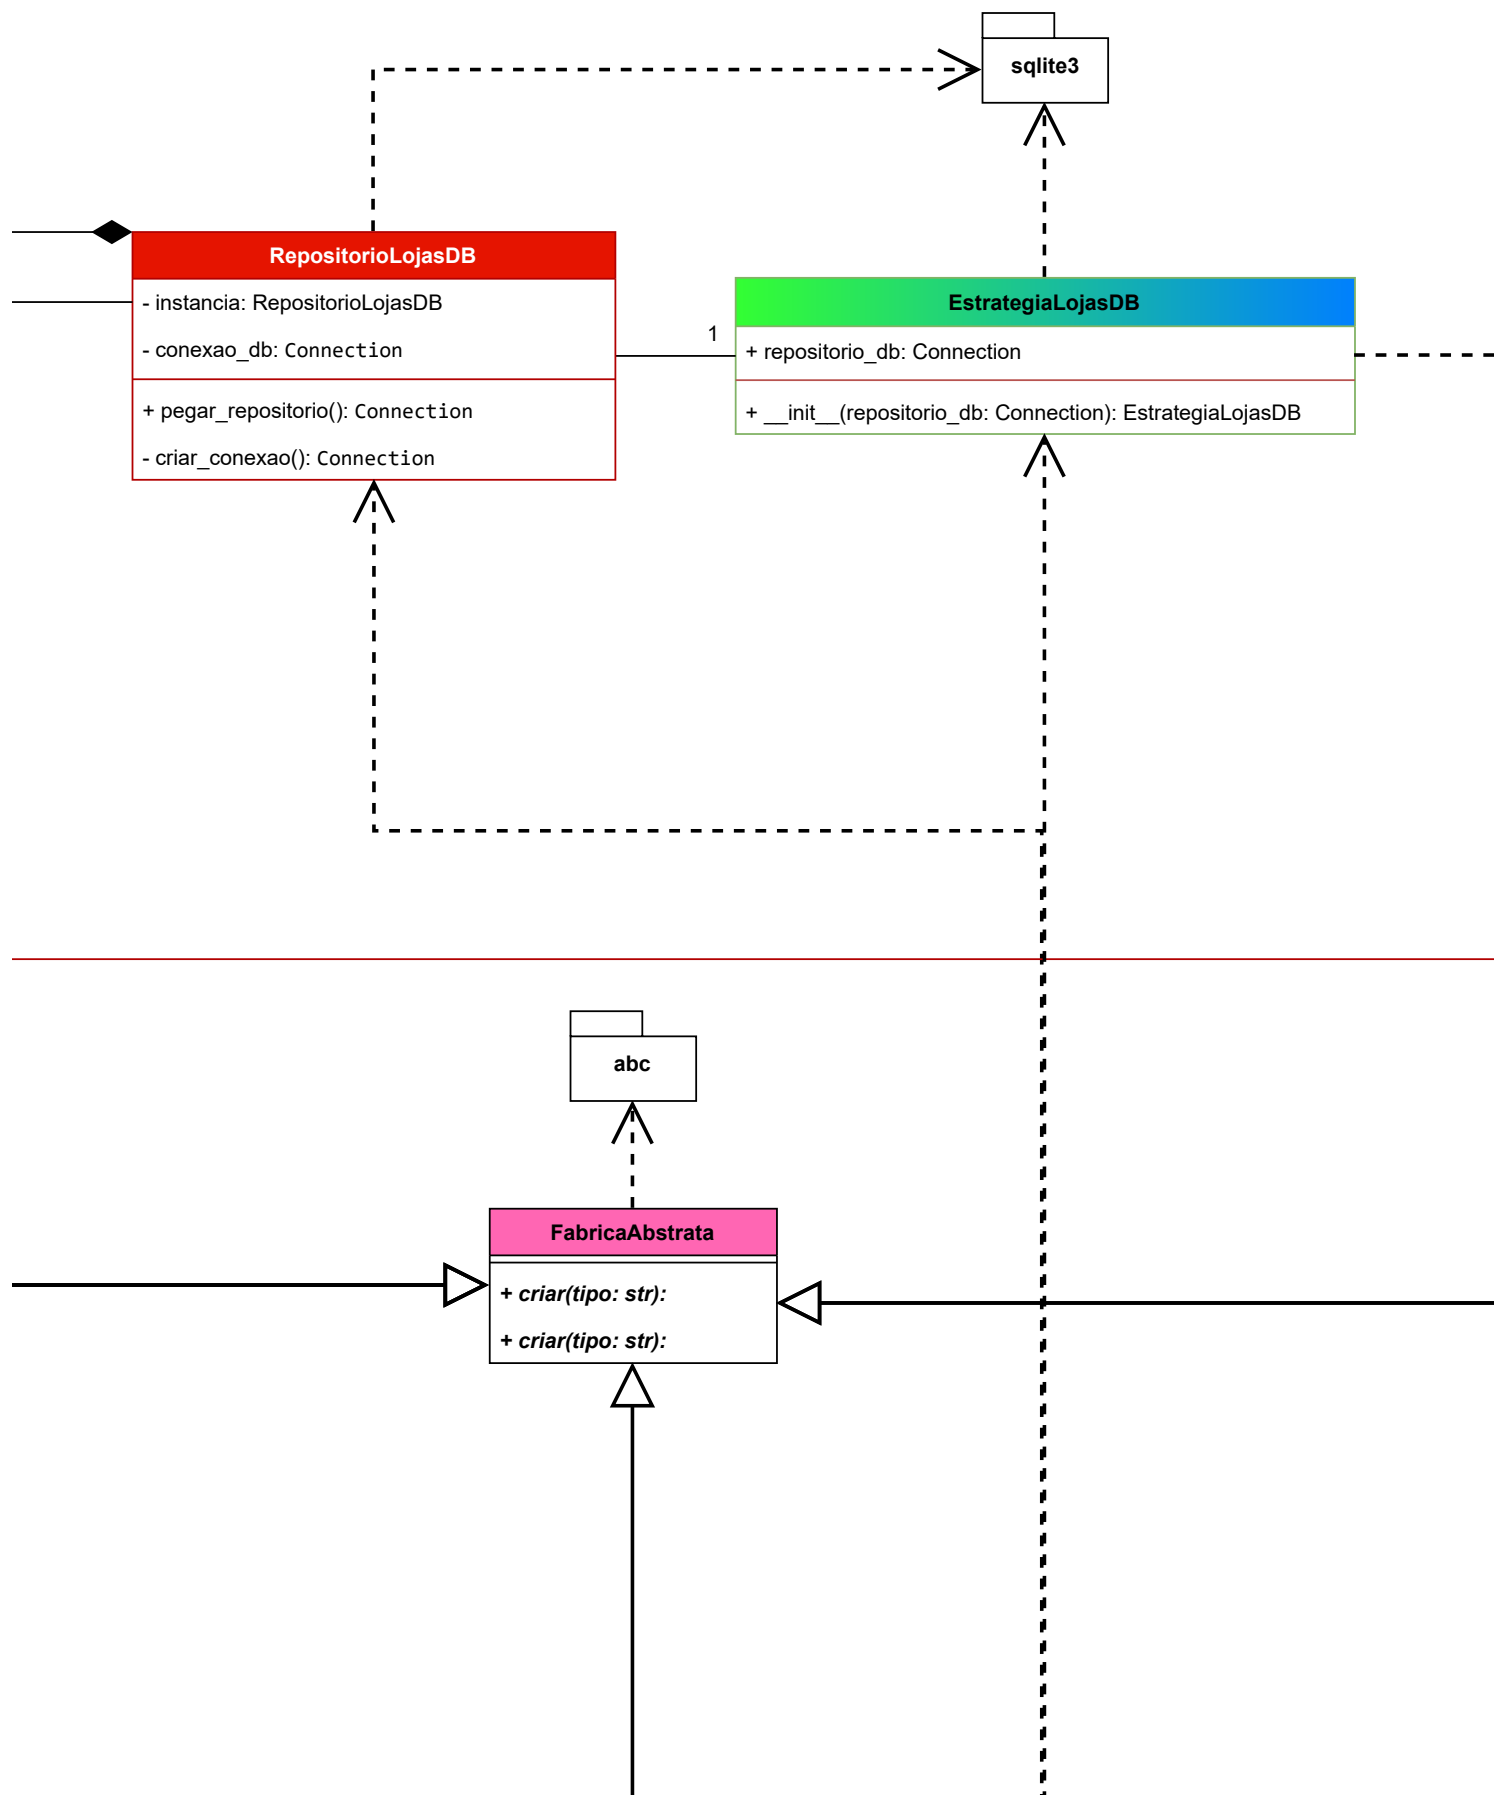 sqlite3
RepositorioLojasDB
- instancia: RepositorioLojasDB
- conexao_db: Connection
+ pegar_repositorio(): Connection
- criar_conexao(): Connection
1
EstrategiaLojasDB
+ repositorio_db: Connection
+ __init__(repositorio_db: Connection): EstrategiaLojasDB
abc
FabricaAbstrata
+ criar(tipo: str):
+ criar(tipo: str):